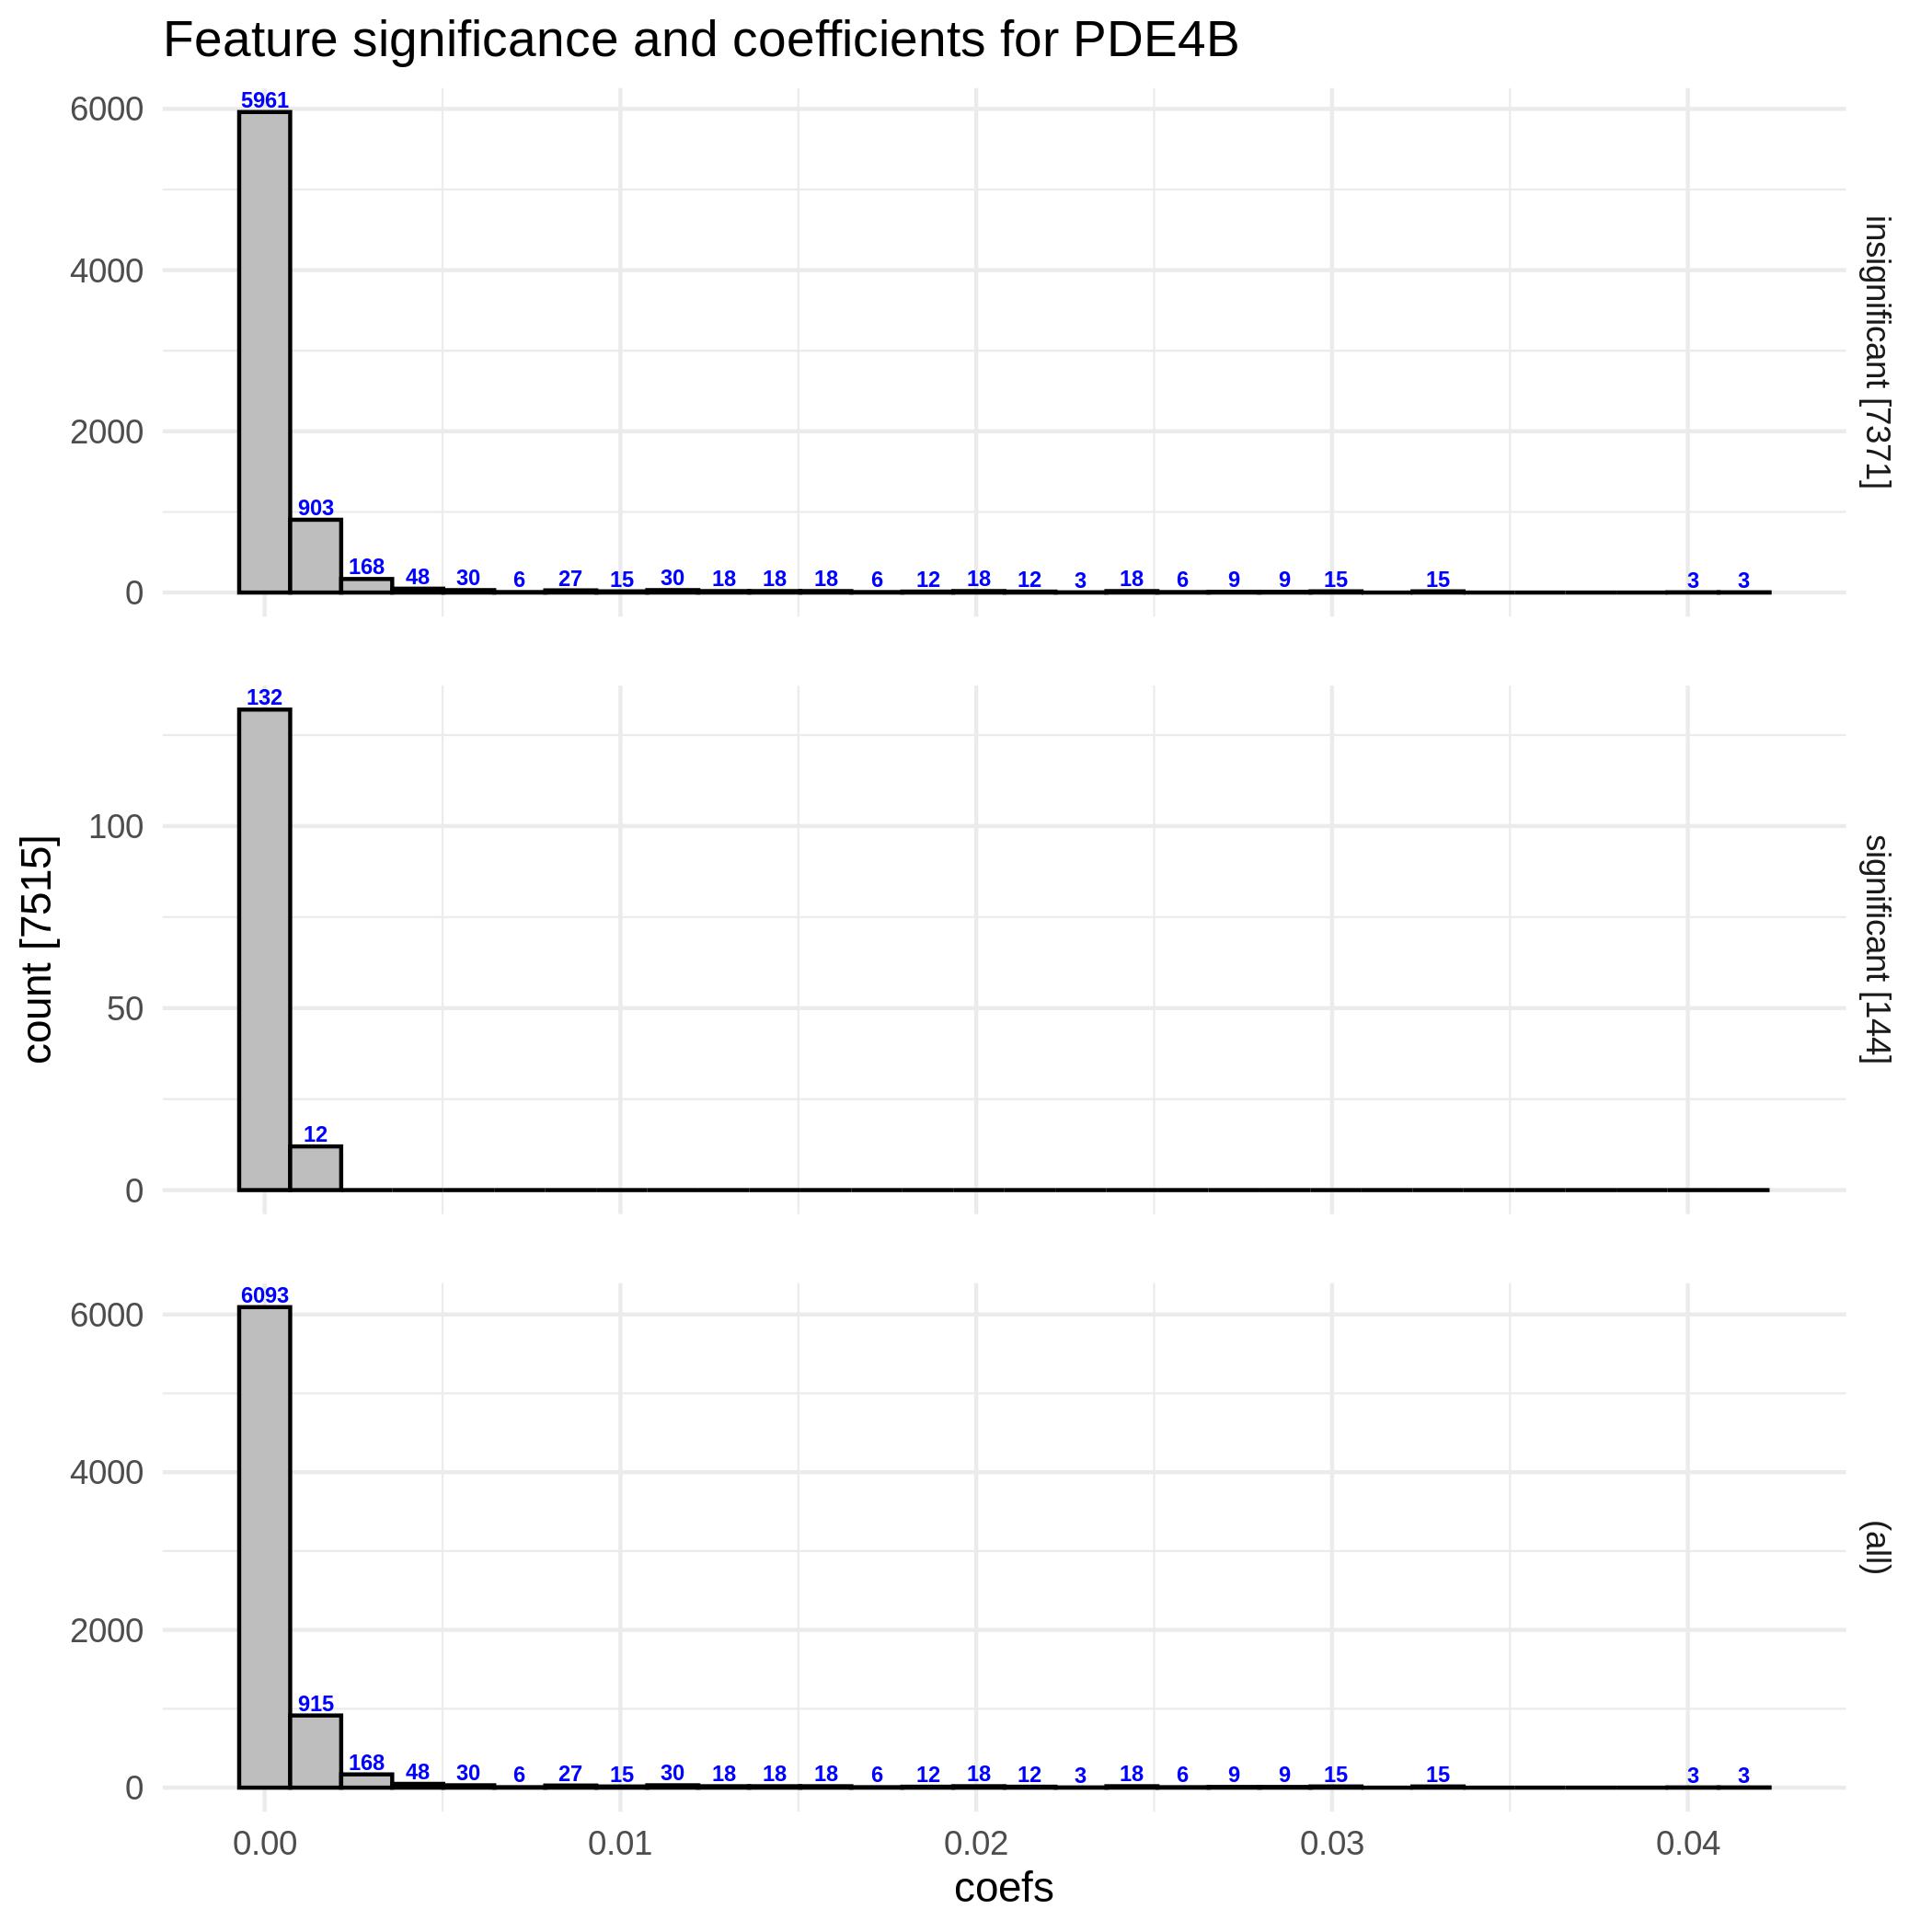 Feature significance and coefficients for PDE4B
5961
6000
4000
2000
903
168 48 30 6 27 15 30 18 18 18 6 12 18 12 3 18 6 9 9 15 15 3 3
0
insignificant [7371]
132
100
50
12
0
significant [144]
count [7515]
6093
6000
4000
2000
915
168 48 30 6 27 15 30 18 18 18 6 12 18 12 3 18 6 9 9 15 15 3 3
0
(all)
0.00 0.01 0.02 0.03 0.04
coefs